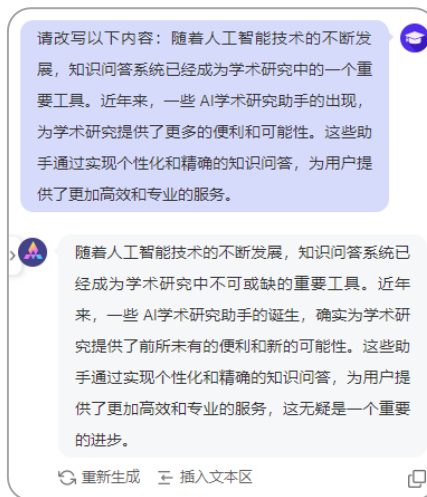 请改写以下内容：随着人工智能技术的不断发
展，知识问答系统已经成为学术研究中的一个重
要工具。近年来，一些 AI学术研究助手的出现，
为学术研究提供了更多的便利和可能性。这些助
手通过实现个性化和精确的知识问答，为用户提
供了更加高效和专业的服务。
随着人工智能技术的不断发展，知识问答系统已
经成为学术研究中不可或缺的重要工具。近年
来，一些 AI学术研究助手的诞生，确实为学术研
究提供了前所未有的便利和新的可能性。这些助
手通过实现个性化和精确的知识问答，为用户提
供了更加高效和专业的服务，这无疑是一个重要
的进步。
重新生成 插入文本区